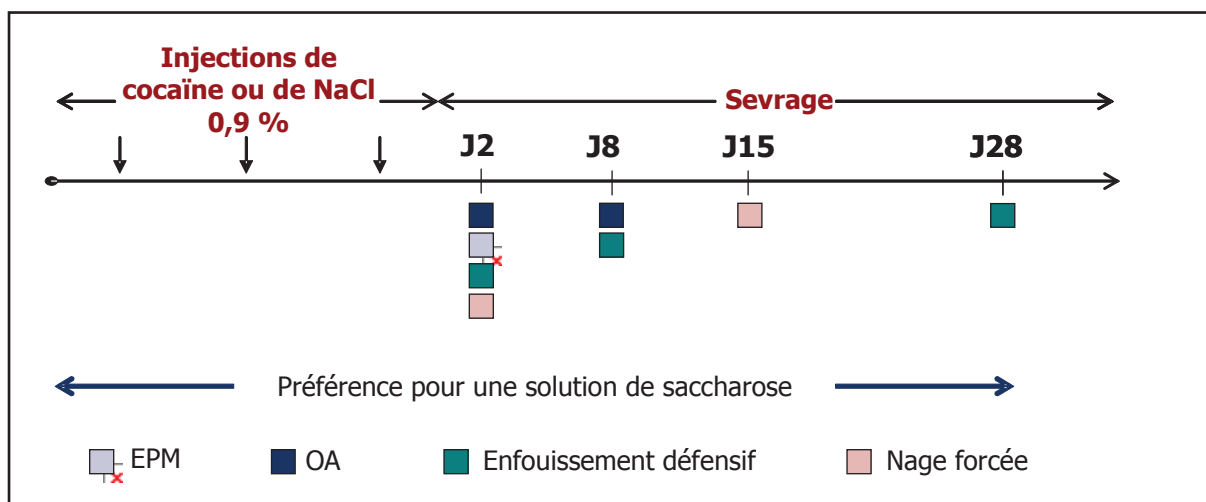 Injections de
cocaïne ou de NaCl
0,9 %
Sevrage
J2 J8 J15 J28
Préférence pour une solution de saccharose
EPM OA Enfouissement défensif Nage forcée